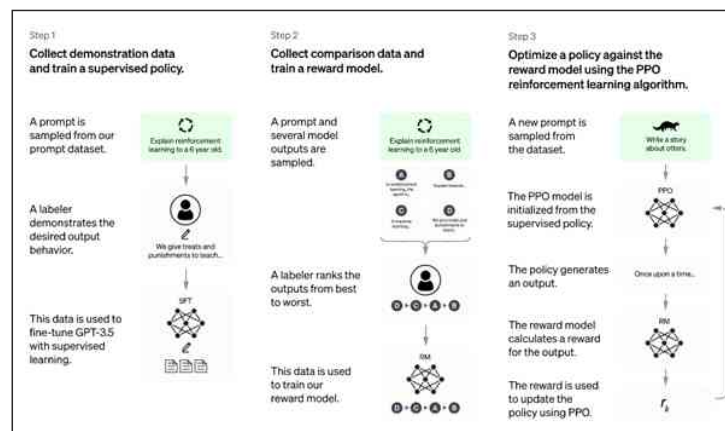 Step 1
Collect demonstration data
and train a supervised policy.
A prompt is
sampled from our
prompt dataset.
Explain reinforcement
learning to a 6 year old.
A labeler
demonstrates the
desired output
behavior.
We give treats and
punishments to teach...
SFT
This data is used to
fine-tune GPT-3.5
with supervised
learning.
Step 2
Collect comparison data and
train a reward model.
A prompt and
several model
outputs are
sampled.
Explain reinforcement
learning to a 6 year old.
A
B
C
D
A labeler ranks the
outputs from best
to worst.
D C A B
RM
This data is used
to train our
reward model.
D C A B
Step 3
Optimize a policy against the
reward model using the PPO
reinforcement learning algorithm.
A new prompt is
sampled from
the dataset.
Write a story
about otters.
PPO
The PPO model is
initialized from the
supervised policy.
The policy generates
an output.
Once upon a time...
RM
The reward model
calculates a reward
for the output.
The reward is used
to update the
policy using PPO.
rk